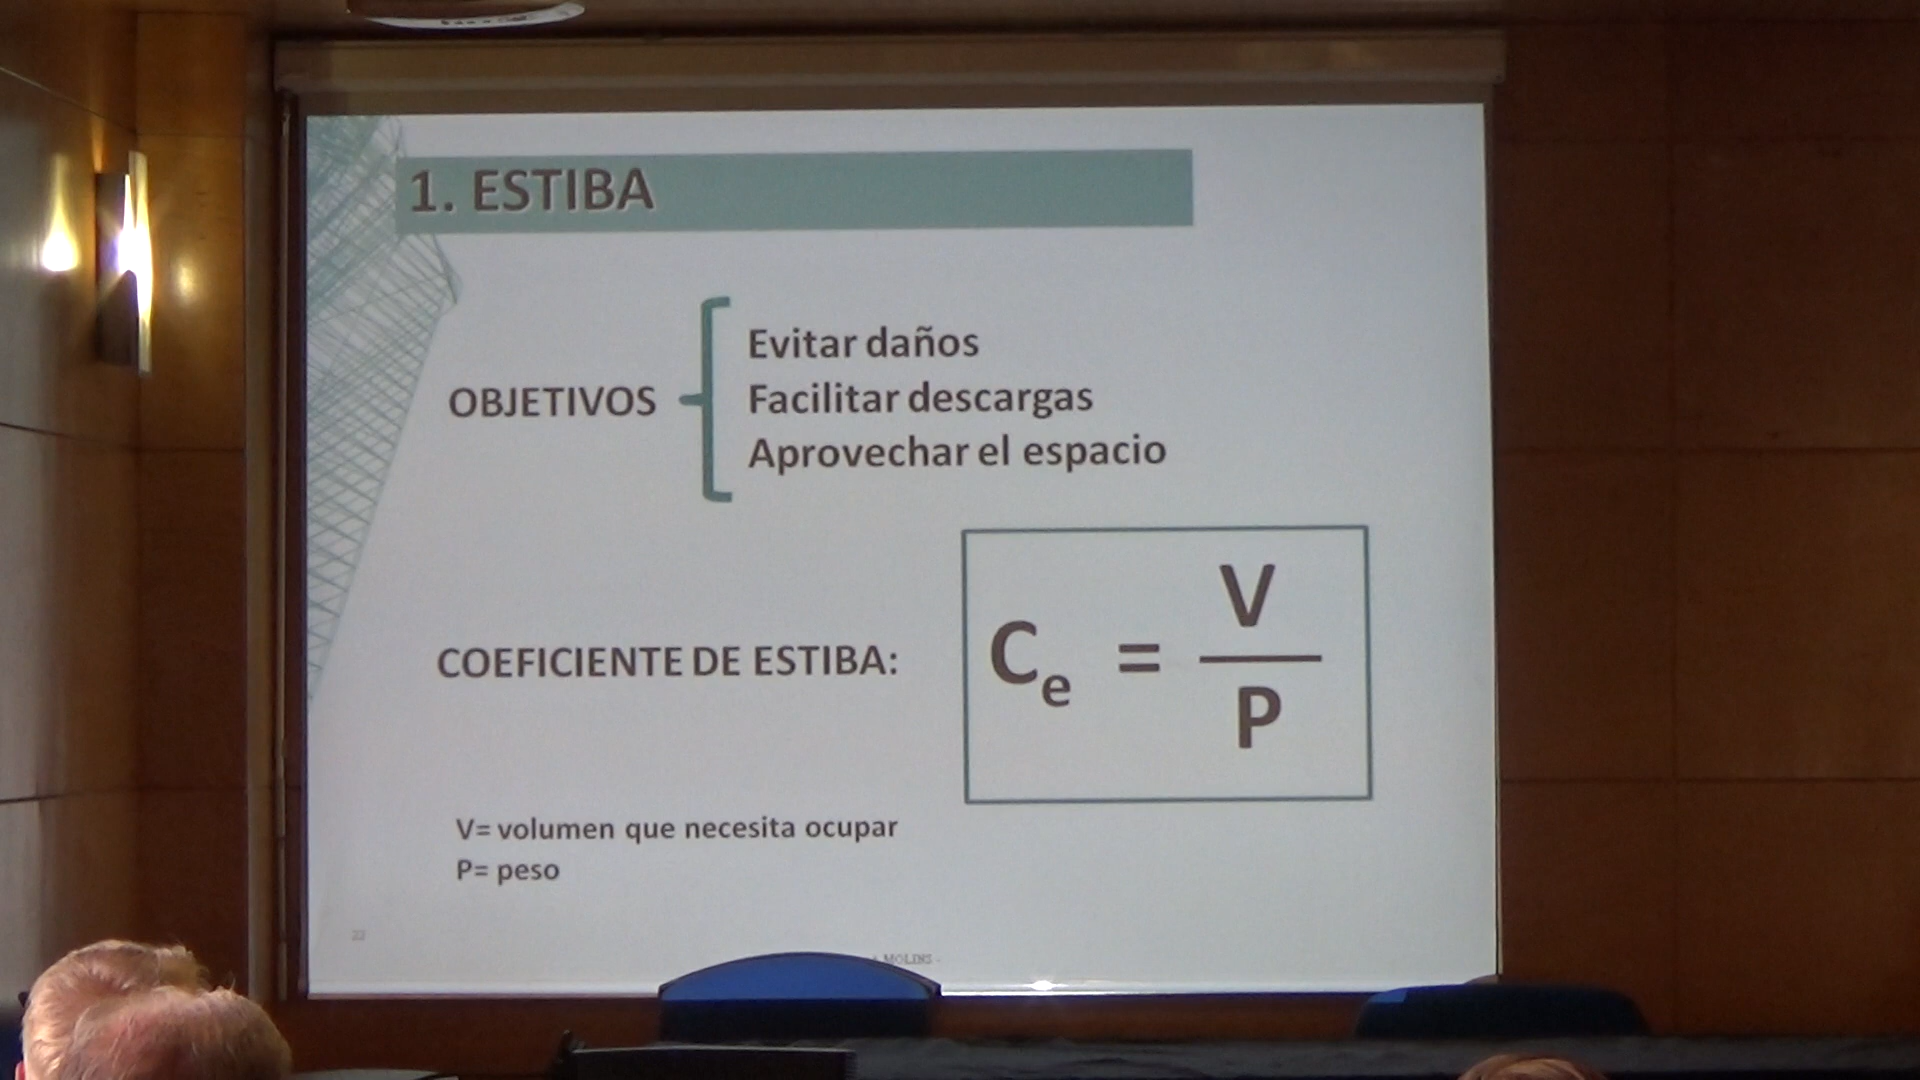 1. ESTIBA
OBJETIVOS
Evitar daños
Facilitar descargas
Aprovechar el espacio
COEFICIENTE DE ESTIBA:
Ce = V / P
V= volumen que necesita ocupar
P= peso
MOLINS -